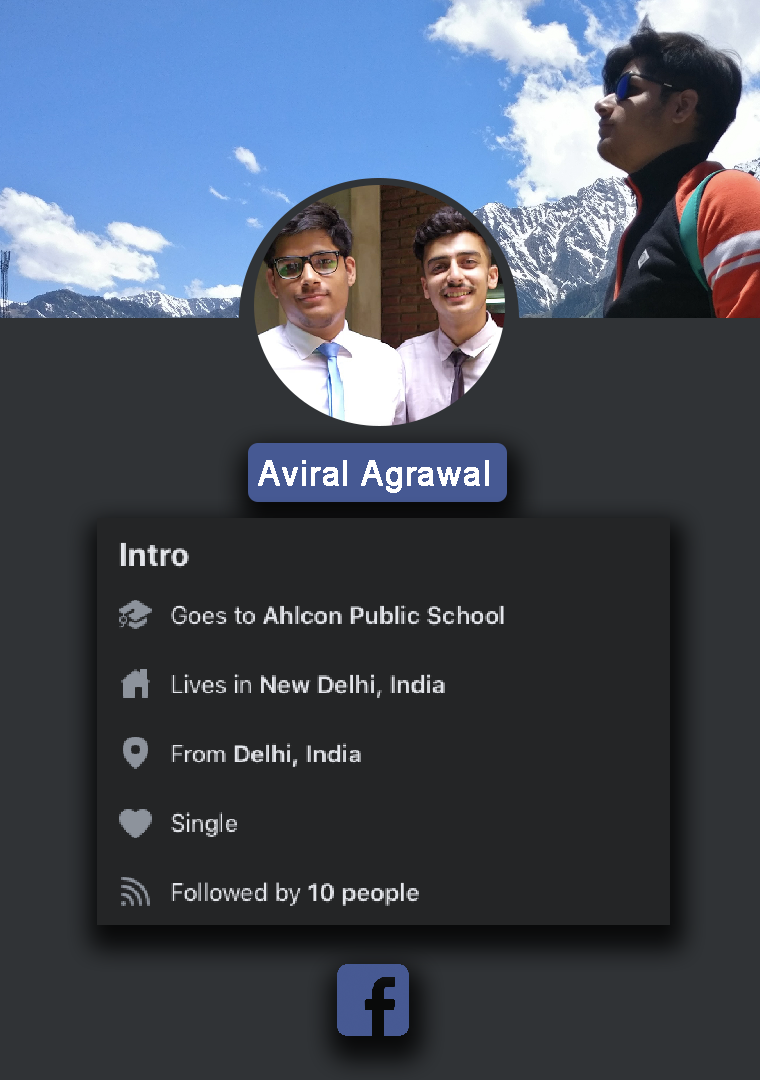 Aviral Agrawal
Intro
Goes to Ahlcon Public School
Lives in New Delhi, India
From Delhi, India
Single
Followed by 10 people
f